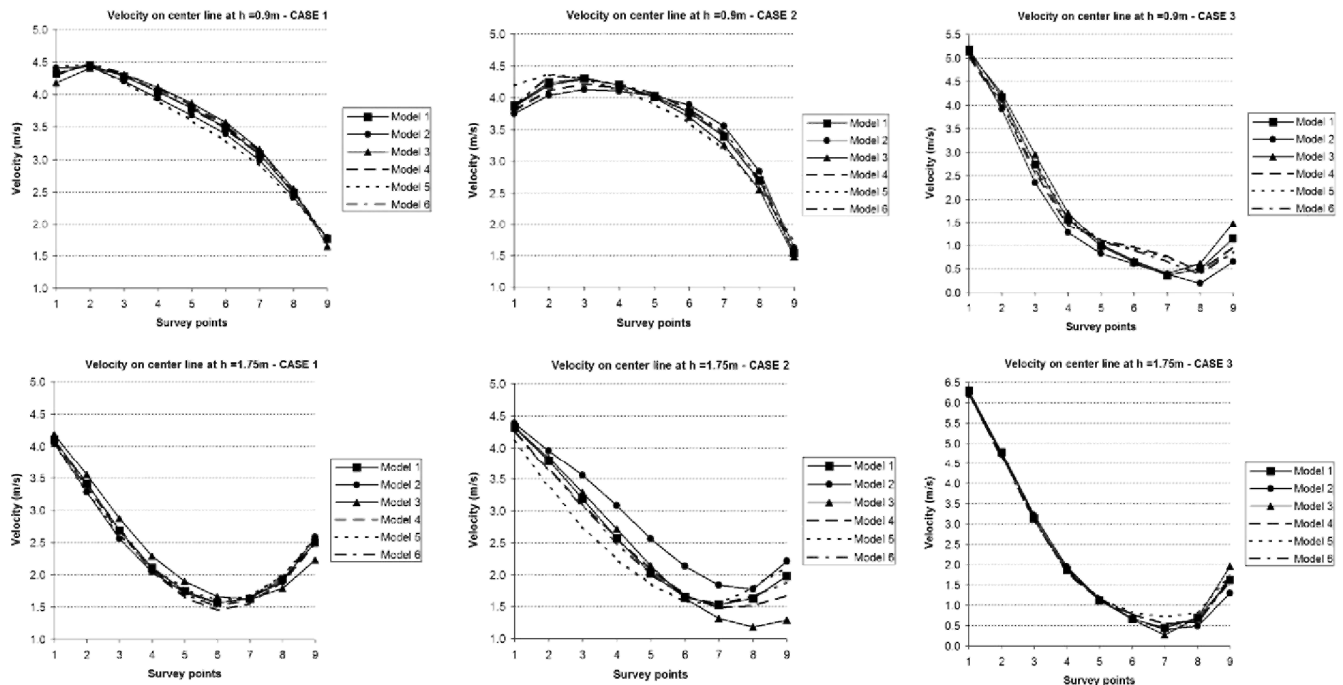 Velocity on center line at h =0.9m - CASE 1
Velocity (m/s)
5.0
4.5
4.0
3.5
3.0
2.5
2.0
1.5
1.0
1 2 3 4 5 6 7 8 9
Survey points
Model 1
Model 2
Model 3
Model 4
Model 5
Model 6
Velocity on center line at h =0.9m - CASE 2
Velocity (m/s)
5.0
4.5
4.0
3.5
3.0
2.5
2.0
1.5
1.0
1 2 3 4 5 6 7 8 9
Survey points
Model 1
Model 2
Model 3
Model 4
Model 5
Model 6
Velocity on center line at h =0.9m - CASE 3
Velocity (m/s)
5.5
5.0
4.5
4.0
3.5
3.0
2.5
2.0
1.5
1.0
0.5
0.0
1 2 3 4 5 6 7 8 9
Survey points
Model 1
Model 2
Model 3
Model 4
Model 5
Model 6
Velocity on center line at h =1.75m - CASE 1
Velocity (m/s)
5.0
4.5
4.0
3.5
3.0
2.5
2.0
1.5
1.0
1 2 3 4 5 6 7 8 9
Survey points
Model 1
Model 2
Model 3
Model 4
Model 5
Model 6
Velocity on center line at h =1.75m - CASE 2
Velocity (m/s)
5.0
4.5
4.0
3.5
3.0
2.5
2.0
1.5
1.0
1 2 3 4 5 6 7 8 9
Survey points
Model 1
Model 2
Model 3
Model 4
Model 5
Model 6
Velocity on center line at h =1.75m - CASE 3
Velocity (m/s)
6.5
6.0
5.5
5.0
4.5
4.0
3.5
3.0
2.5
2.0
1.5
1.0
0.5
0.0
1 2 3 4 5 6 7 8 9
Survey points
Model 1
Model 2
Model 3
Model 4
Model 5
Model 6